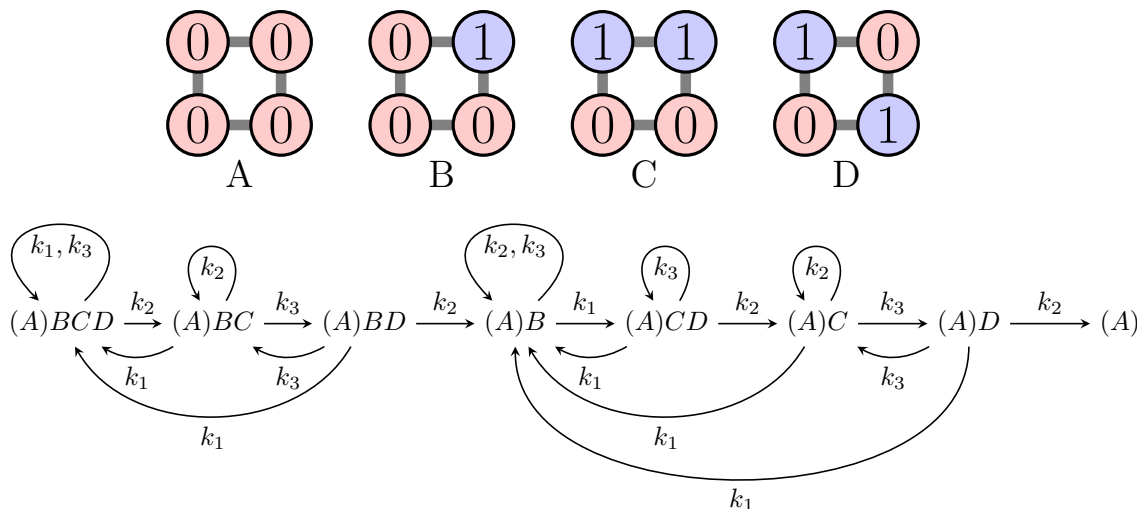 0 0 0 1 1 1 1 0
0 0 0 0 0 0 0 1
A B C D
k₁, k₃ k₂ k₂, k₃ k₃ k₂
k₂ k₃ k₂ k₁ k₂ k₃ k₂
(A)BCD (A)BC (A)BD (A)B (A)CD (A)C (A)D (A)
k₁ k₃ k₁ k₃
k₁ k₁
k₁